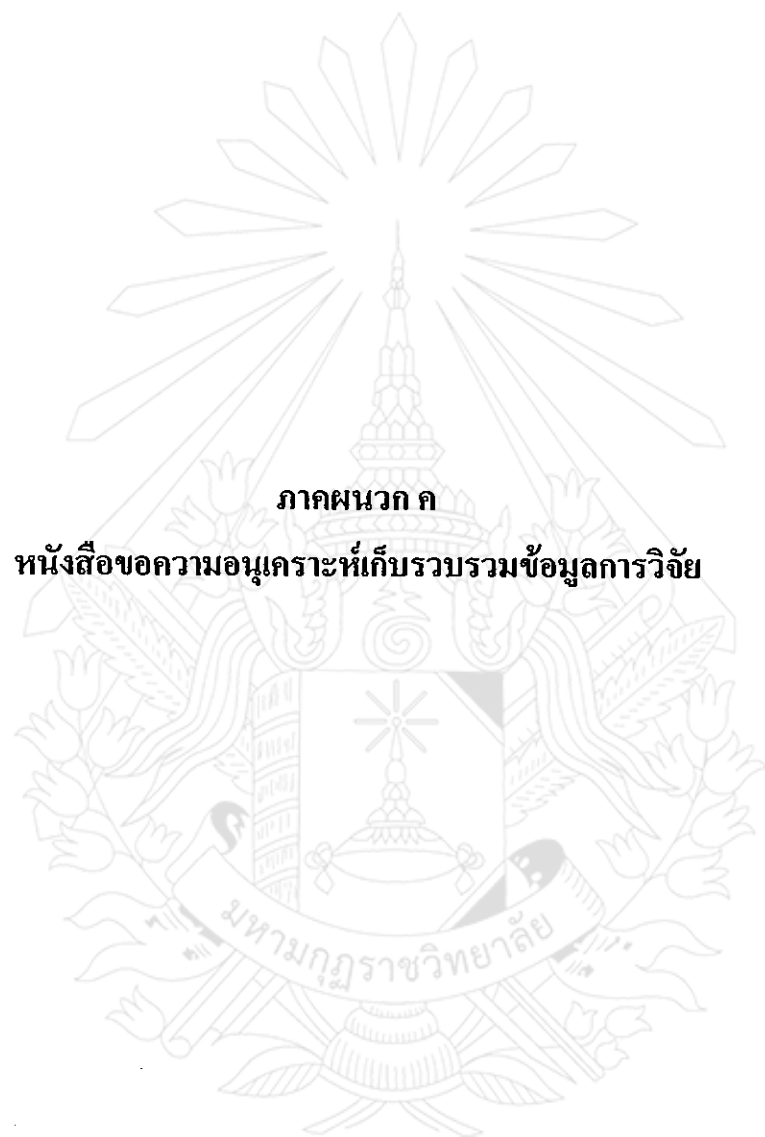 ภาคผนวก ค
หนังสือขอความอนุเคราะห์เก็บรวบรวมข้อมูลการวิจัย
มหามกุฏราชวิทยาลัย